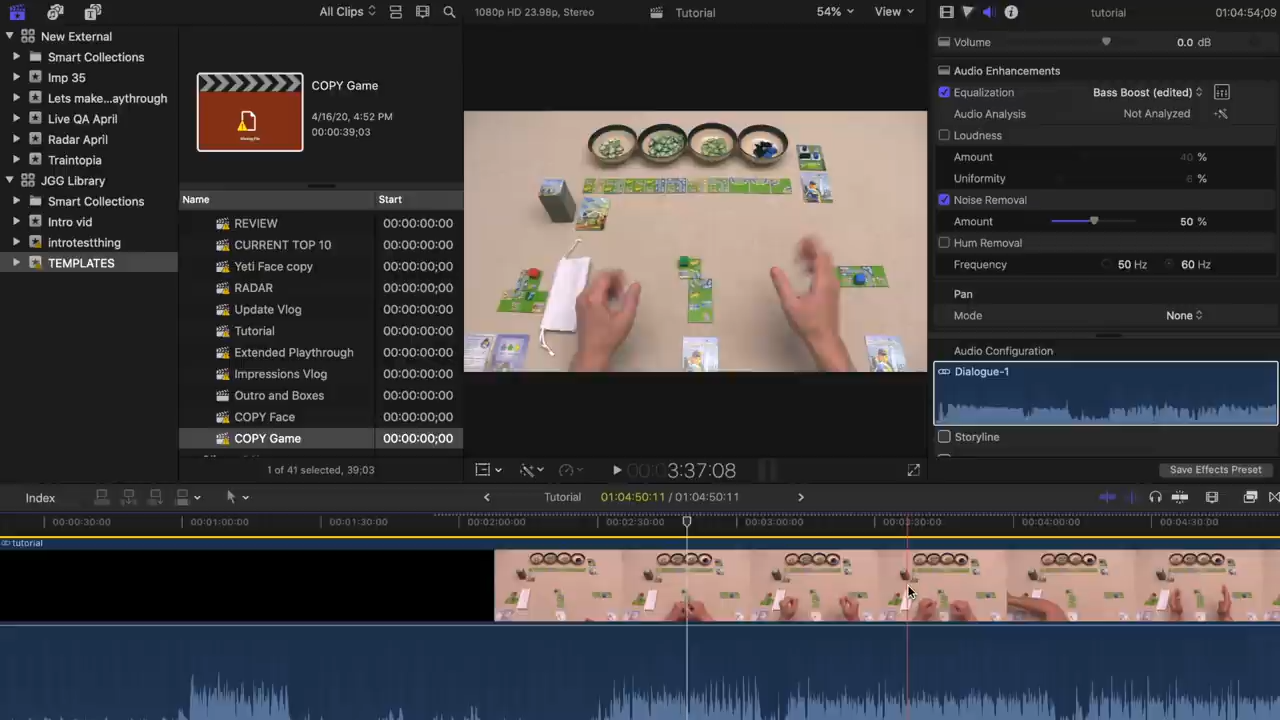 All Clips
1080p HD 23.98p, Stereo
Tutorial
54%
View
tutorial
01:04:54;09
New External
Smart Collections
Imp 35
Lets make...aythrough
Live QA April
Radar April
Traintopia
JGG Library
Smart Collections
Intro vid
introtestthing
TEMPLATES
COPY Game
4/16/20, 4:52 PM
00:00:39;03
Name Start
REVIEW 00:00:00:00
CURRENT TOP 10 00:00:00:00
Yeti Face copy 00:00:00;00
RADAR 00:00:00;00
Update Vlog 00:00:00:00
Tutorial 00:00:00:00
Extended Playthrough 00:00:00:00
Impressions Vlog 00:00:00:00
Outro and Boxes 00:00:00:00
COPY Face 00:00:00;00
COPY Game 00:00:00;00
1 of 41 selected, 39;03
Volume 0.0 dB
Audio Enhancements
Equalization Bass Boost (edited)
Audio Analysis Not Analyzed
Loudness
Amount 40 %
Uniformity %
Noise Removal
Amount 50 %
Hum Removal
Frequency 50 Hz 60 Hz
Pan
Mode None
Audio Configuration
Dialogue-1
Storyline
Save Effects Preset
00:0 3:37:08
Index
Tutorial
01:04:50:11 / 01:04:50:11
00:00:30:00 00:01:00:00 00:01:30:00 00:02:00:00 00:02:30:00 00:03:00:00 00:03:30:00 00:04:00:00 00:04:30:00
tutorial